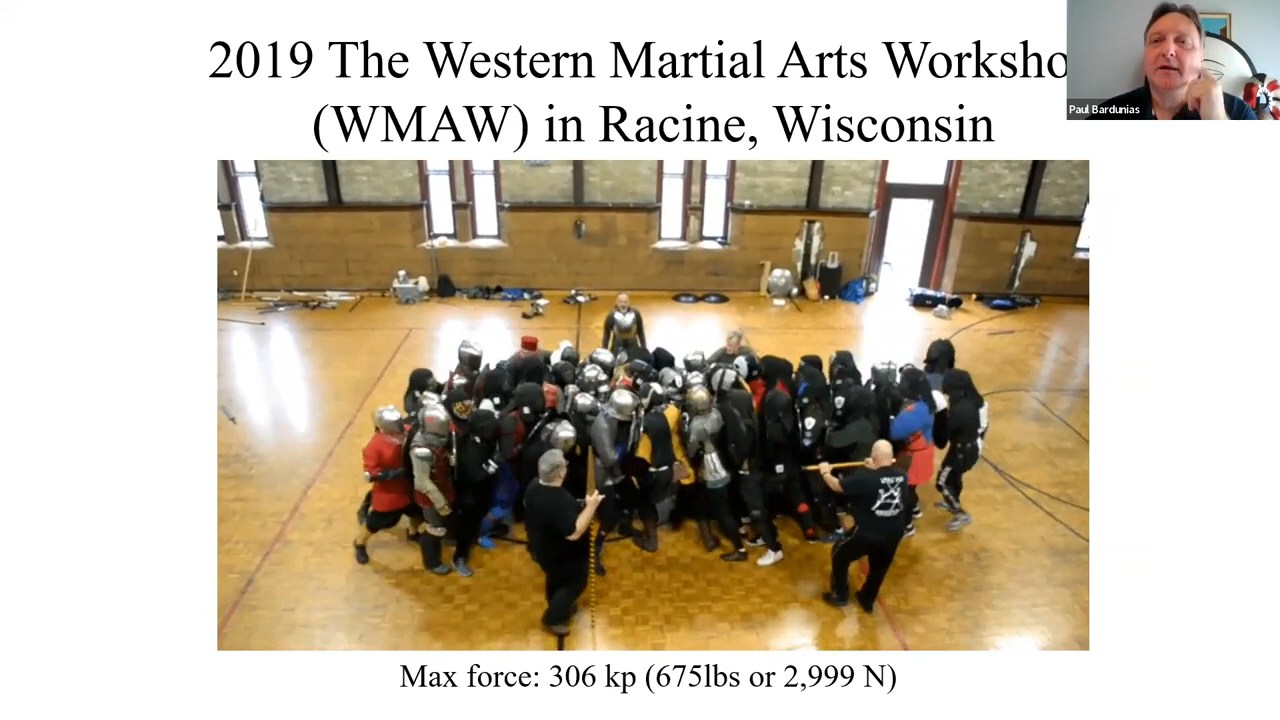 2019 The Western Martial Arts Worksho
(WMAW) in Racine, Wisconsin
Paul Bardunias
Max force: 306 kp (675lbs or 2,999 N)